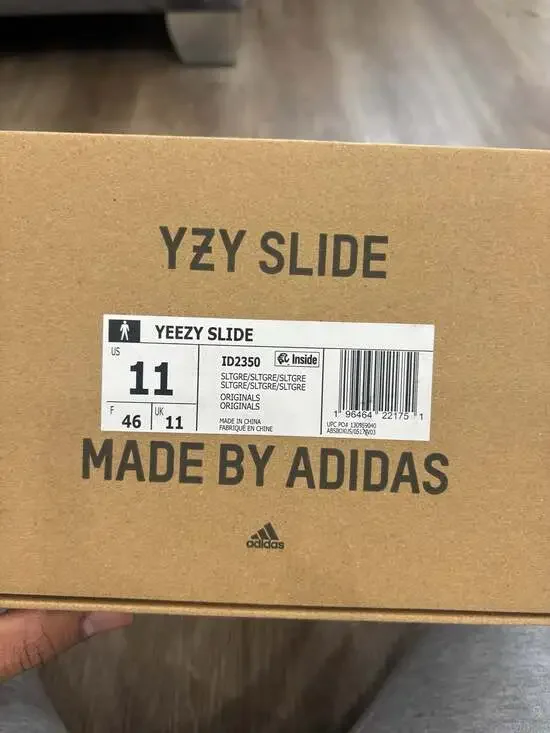 YZY SLIDE
YEEZY SLIDE
US
11
F
46
UK
11
ID2350
Inside
SLTGRE/SLTGRE/SLTGRE
SLTGRE/SLTGRE/SLTGRE
ORIGINALS
ORIGINALS
MADE IN CHINA
FABRIQUÉ EN CHINE
1 96464 22175 1
MADE BY ADIDAS
adidas